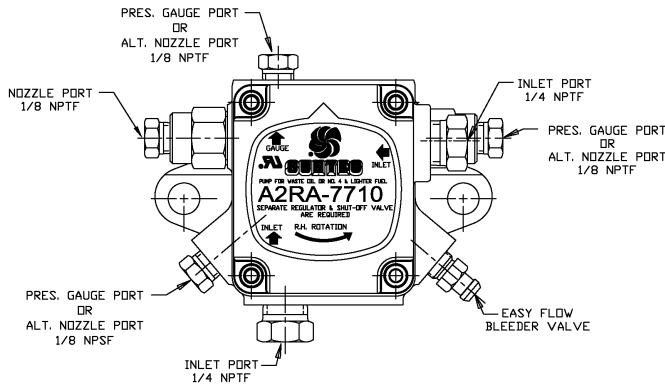 PRES. GAUGE PORT
OR
ALT. NOZZLE PORT
1/8 NPTF
NOZZLE PORT
1/8 NPTF
INLET PORT
1/4 NPTF
PRES. GAUGE PORT
OR
ALT. NOZZLE PORT
1/8 NPTF
GAUGE
SUNTEC
INLET
PUMP FOR WASTE OIL OR NO. 4 & LIGHTER FUEL
A2RA-7710
SEPARATE REGULATOR & SHUT-OFF VALVE
ARE REQUIRED
INLET
R.H. ROTATION
PRES. GAUGE PORT
OR
ALT. NOZZLE PORT
1/8 NPSF
EASY FLOW
BLEEDER VALVE
INLET PORT
1/4 NPTF